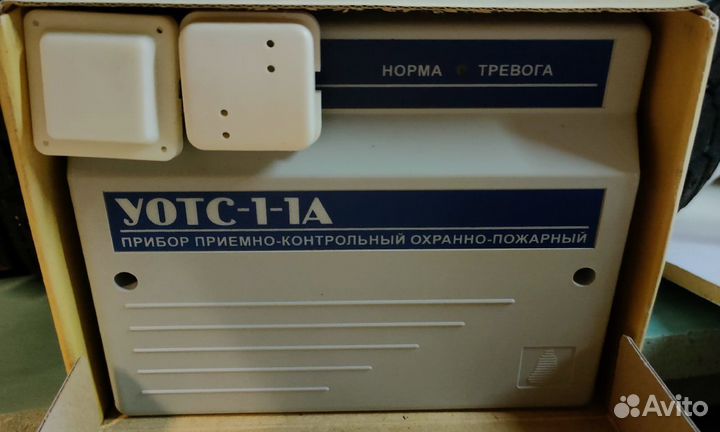 НОРМА ТРЕВОГА
УОТС-1-1А
ПРИБОР ПРИЕМНО-КОНТРОЛЬНЫЙ ОХРАННО-ПОЖАРНЫЙ
Avito